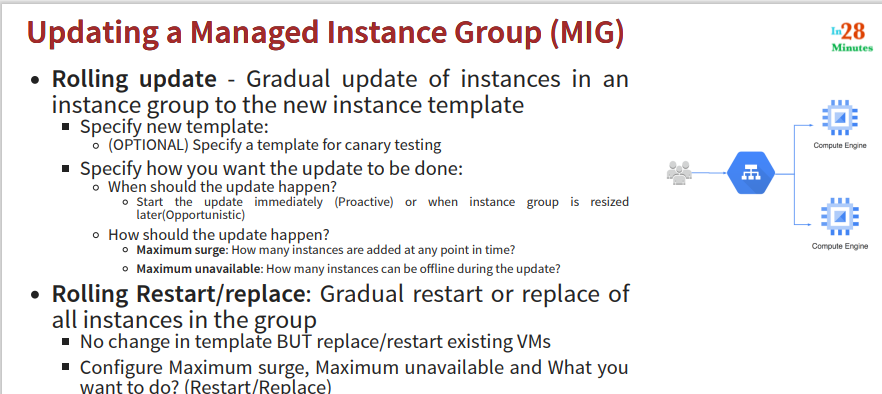 Updating a Managed Instance Group (MIG)
In28
Minutes
• Rolling update - Gradual update of instances in an
instance group to the new instance template
▪ Specify new template:
◦ (OPTIONAL) Specify a template for canary testing
▪ Specify how you want the update to be done:
◦ When should the update happen?
◦ Start the update immediately (Proactive) or when instance group is resized
later(Opportunistic)
◦ How should the update happen?
◦ Maximum surge: How many instances are added at any point in time?
◦ Maximum unavailable: How many instances can be offline during the update?
• Rolling Restart/replace: Gradual restart or replace of
all instances in the group
▪ No change in template BUT replace/restart existing VMs
▪ Configure Maximum surge, Maximum unavailable and What you
want to do? (Restart/Replace)
Compute Engine
Compute Engine